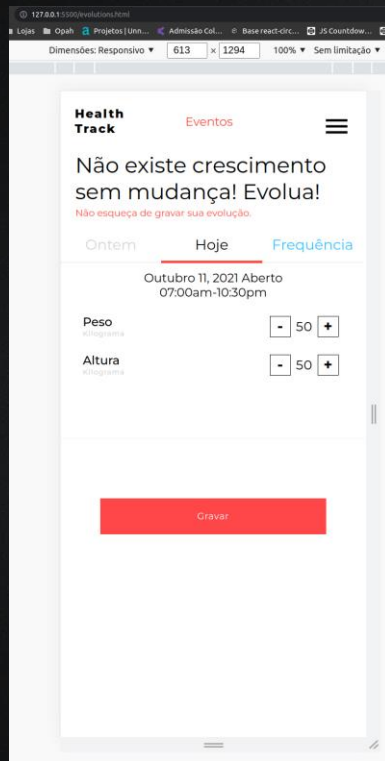 127.0.0.1:5500/evolutions.html
Lojas Opah Projetos | Unn... Admissão Col... Base react-circ... JS Countdow...
Dimensões: Responsivo ▼ 613 × 1294 100% ▼ Sem limitação ▼
Health
Track
Eventos
Não existe crescimento
sem mudança! Evolua!
Não esqueça de gravar sua evolução.
Ontem Hoje Frequência
Outubro 11, 2021 Aberto
07:00am-10:30pm
Peso - 50 +
Kilograma
Altura - 50 +
Kilograma
Gravar